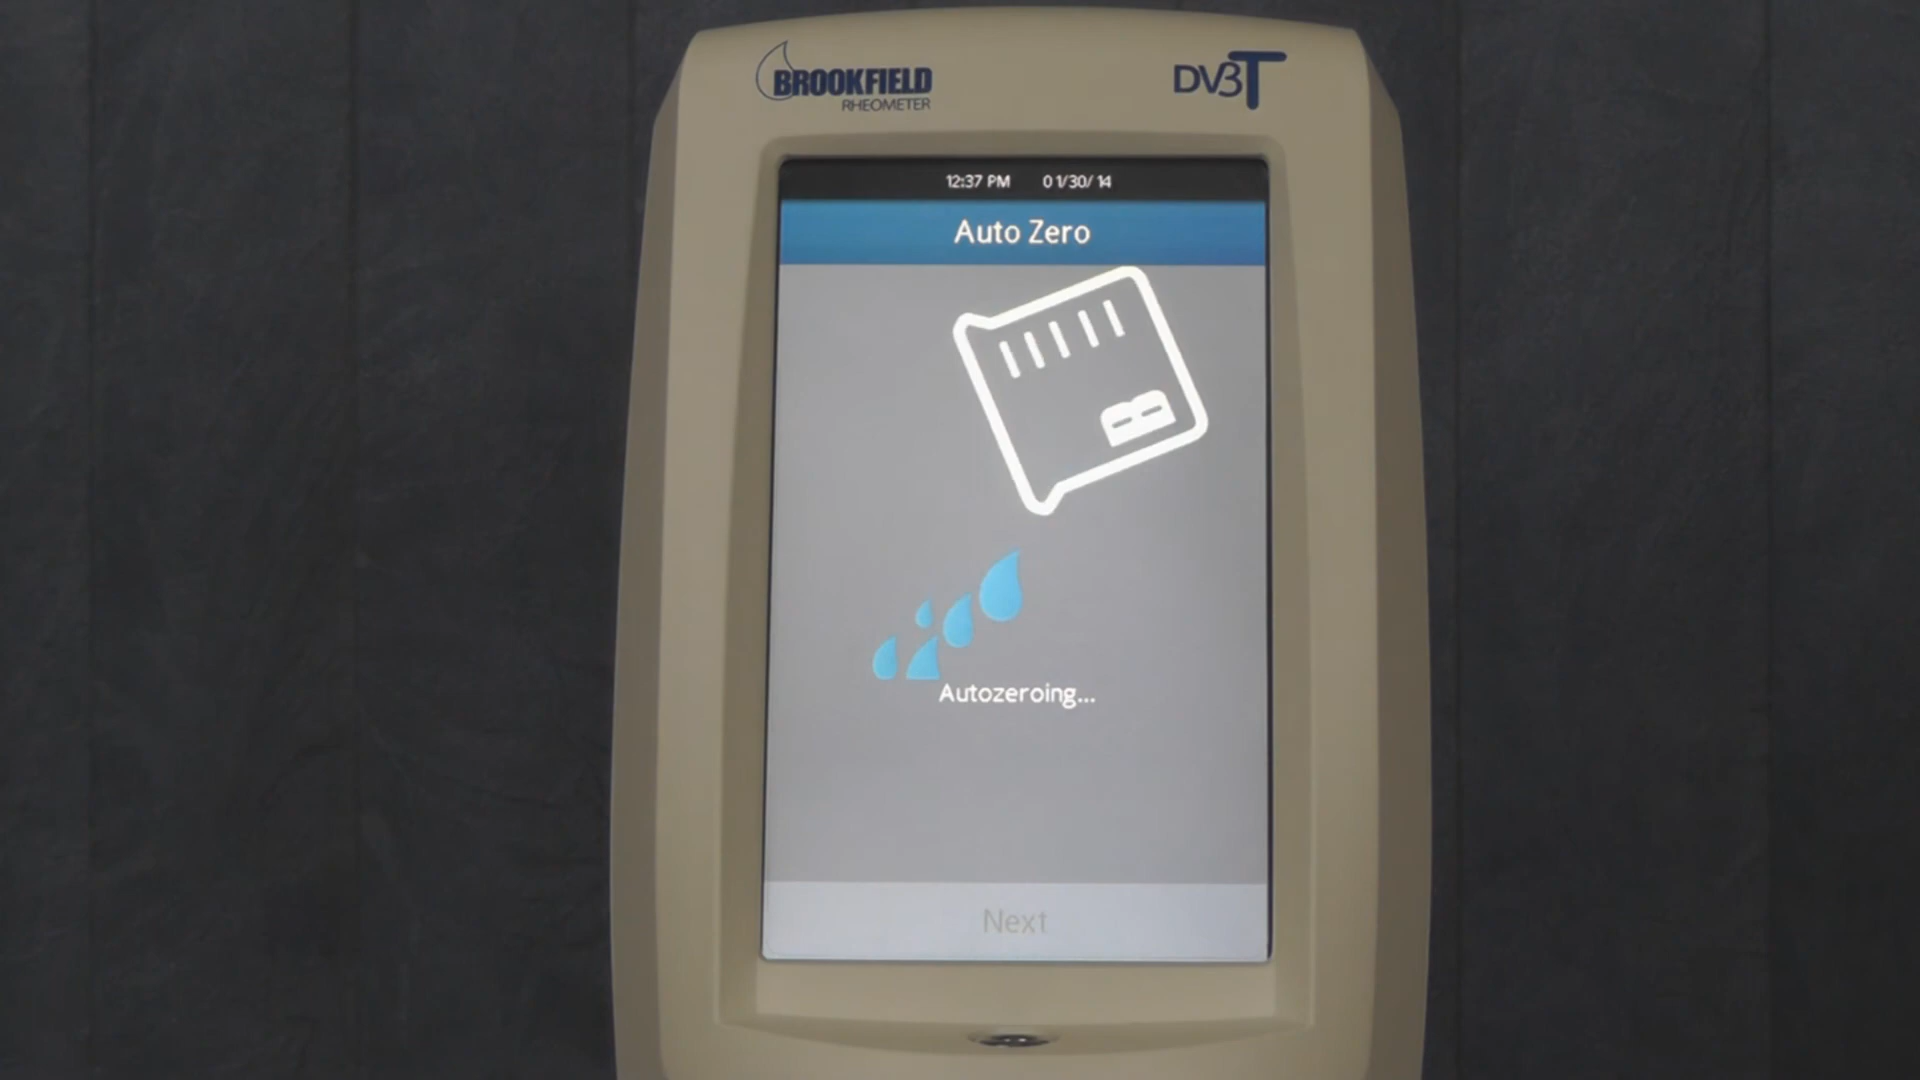 BROOKFIELD
RHEOMETER
DV3T
12:37 PM 01/30/14
Auto Zero
B
Autozeroing...
Next